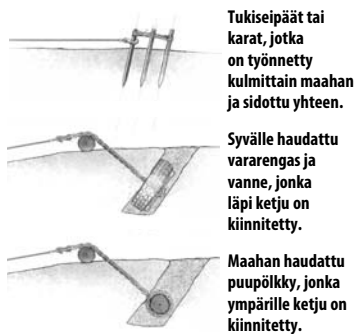 Tukiseipäät tai
karat, jotka
on työnnetty
kulmittain maahan
ja sidottu yhteen.
Syvälle haudattu
vararengas ja
vanne, jonka
läpi ketju on
kiinnitetty.
Maahan haudattu
puupölkky, jonka
ympärille ketju on
kiinnitetty.